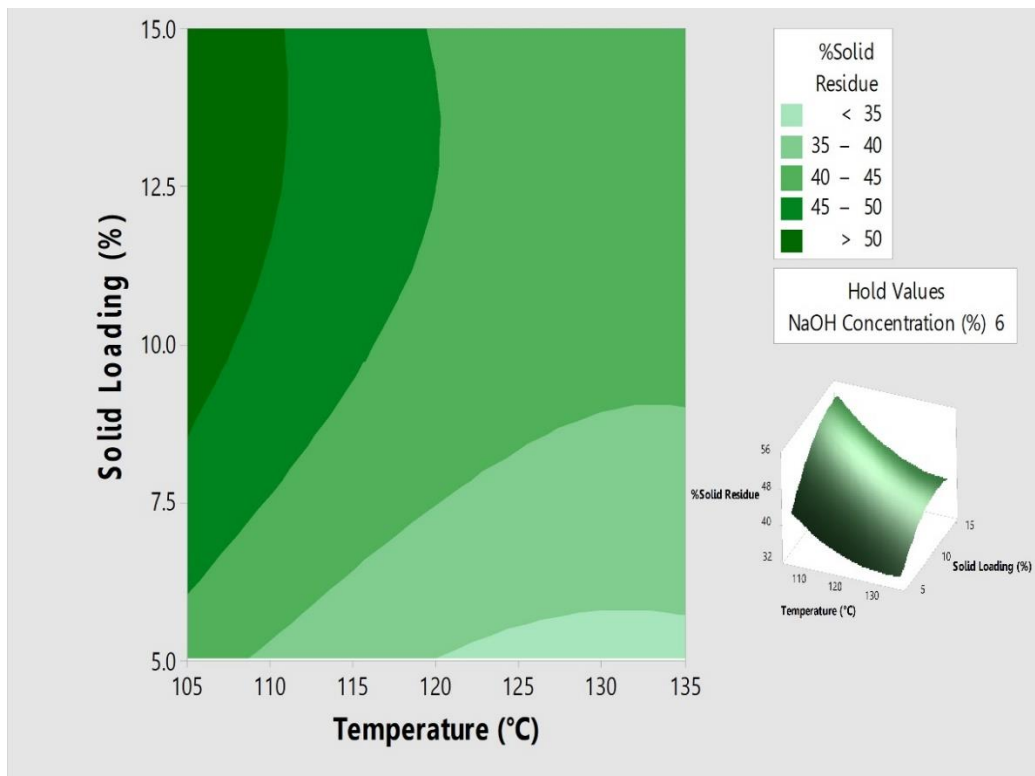 15.0
12.5
10.0
7.5
5.0
Solid Loading (%)
105 110 115 120 125 130 135
Temperature (°C)
%Solid
Residue
< 35
35 – 40
40 – 45
45 – 50
> 50
Hold Values
NaOH Concentration (%) 6
56
48
40
32
%Solid Residue
110 120 130
Temperature (°C)
5 10 15
Solid Loading (%)